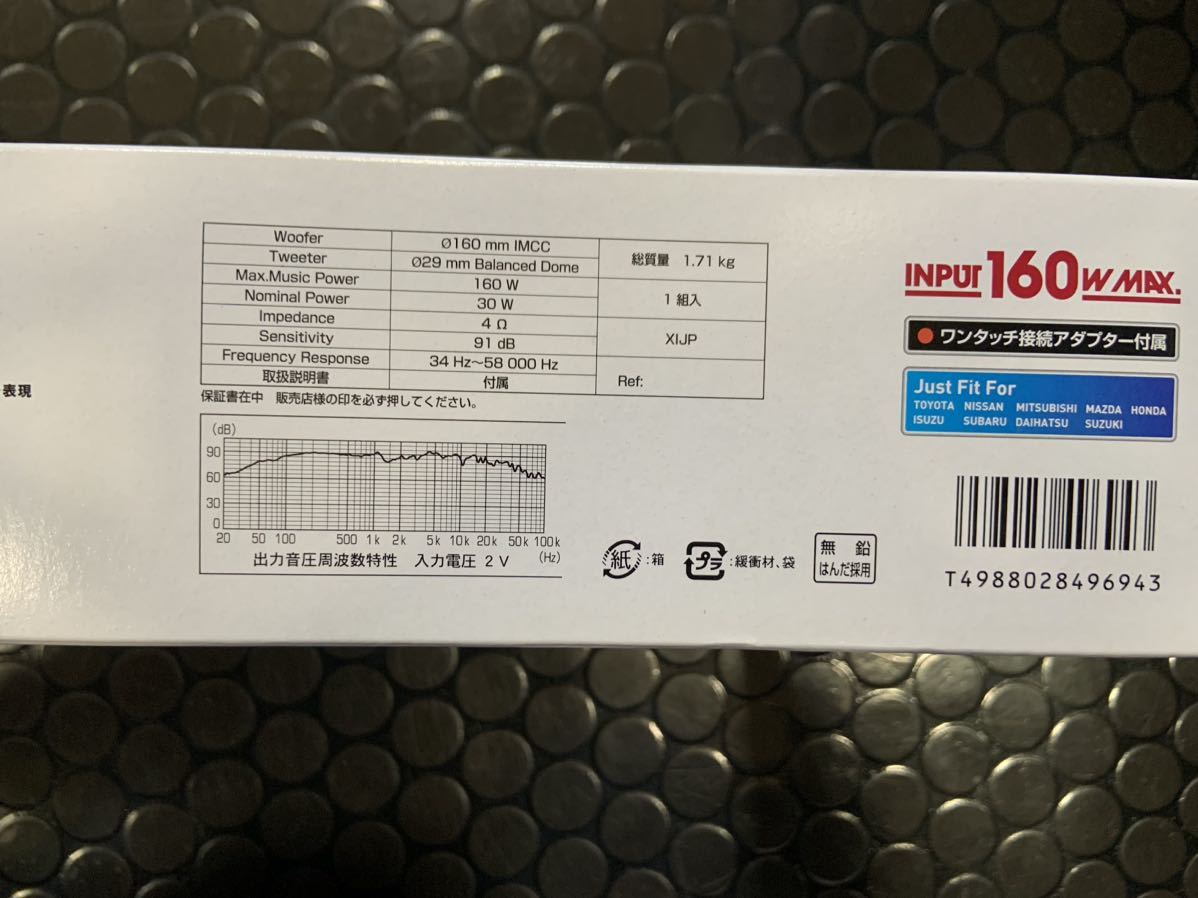 表現
Woofer Ø160 mm IMCC
Tweeter Ø29 mm Balanced Dome
Max.Music Power 160 W
Nominal Power 30 W
Impedance 4 Ω
Sensitivity 91 dB
Frequency Response 34 Hz~58 000 Hz
取扱説明書 付属
総質量 1.71 kg
1 組入
XIJP
Ref:
保証書在中 販売店様の印を必ず押してください。
(dB)
90
60
30
0
20 50 100 500 1k 2k 5k 10k 20k 50k 100k
(Hz)
出力音圧周波数特性 入力電圧 2 V
紙 :箱
プラ :緩衝材、袋
無 鉛
はんだ採用
INPUT 160W MAX.
ワンタッチ接続アダプター付属
Just Fit For
TOYOTA NISSAN MITSUBISHI MAZDA HONDA
ISUZU SUBARU DAIHATSU SUZUKI
T4988028496943